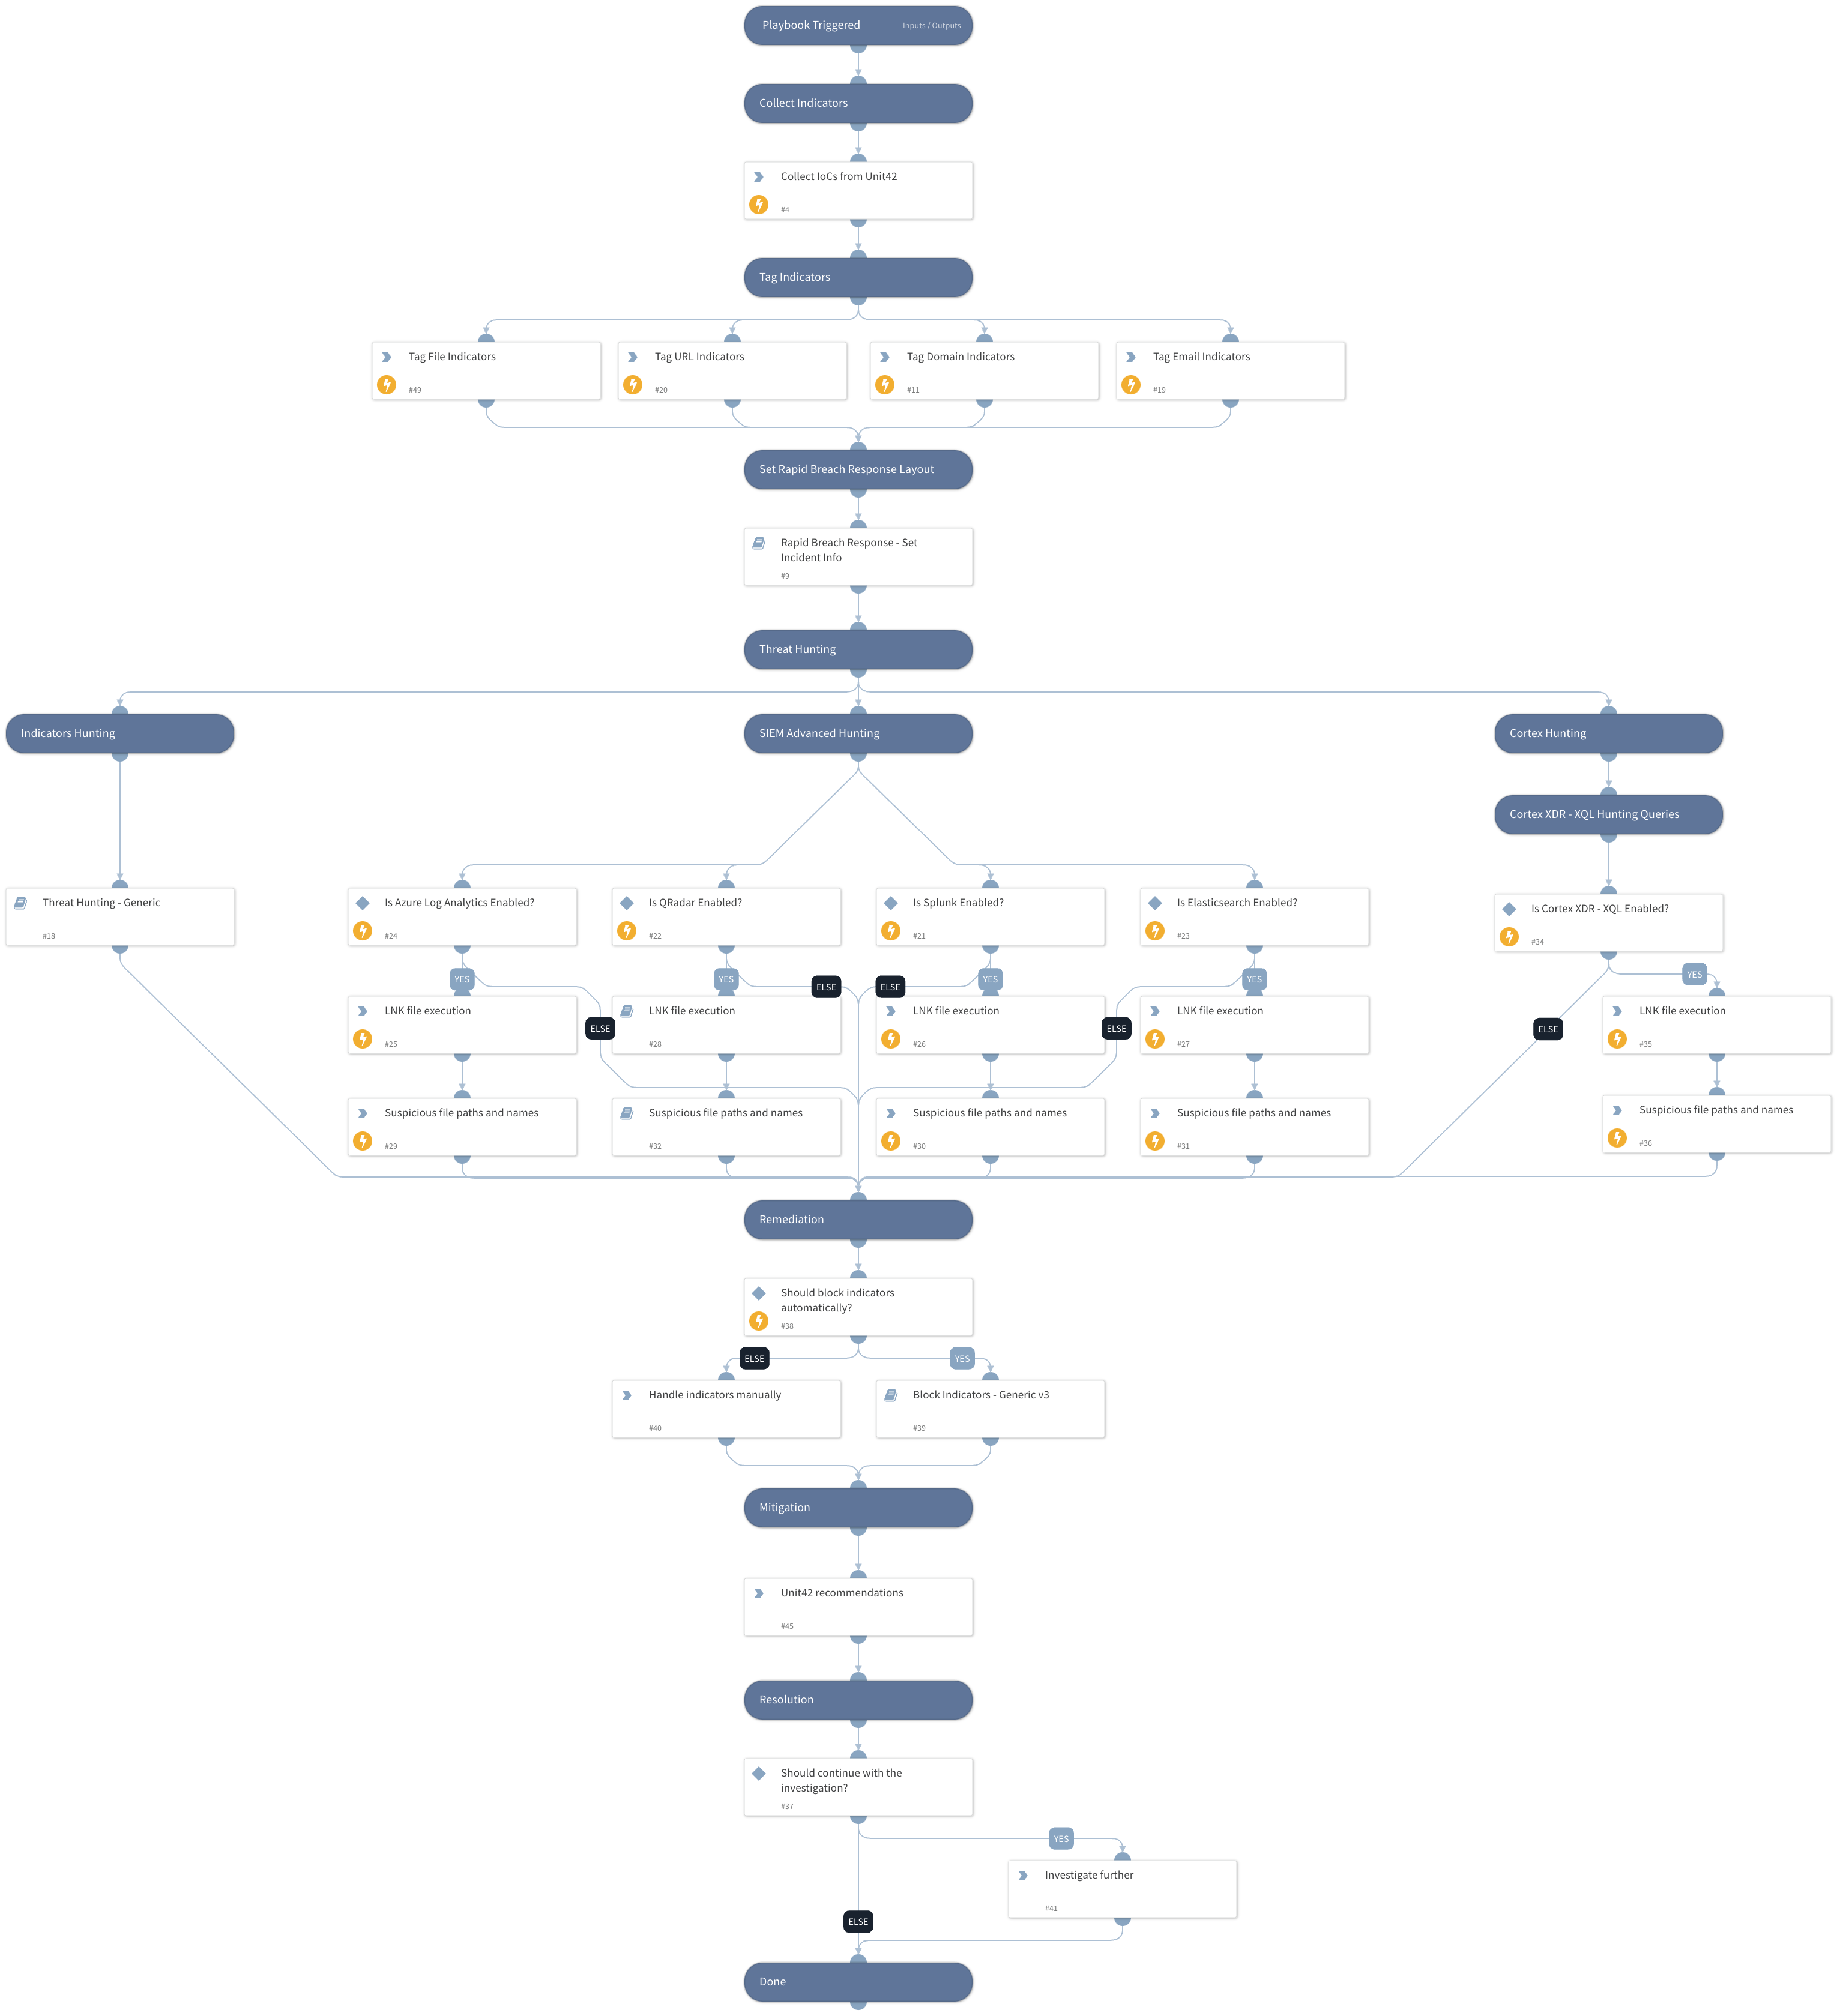 Playbook Triggered
Inputs / Outputs
Collect Indicators
Collect IoCs from Unit42
#4
Tag Indicators
Tag File Indicators
#49
Tag URL Indicators
#20
Tag Domain Indicators
#11
Tag Email Indicators
#19
Set Rapid Breach Response Layout
Rapid Breach Response - Set
Incident Info
#9
Threat Hunting
Indicators Hunting
SIEM Advanced Hunting
Cortex Hunting
Cortex XDR - XQL Hunting Queries
Threat Hunting - Generic
#18
Is Azure Log Analytics Enabled?
#24
Is QRadar Enabled?
#22
Is Splunk Enabled?
#21
Is Elasticsearch Enabled?
#23
Is Cortex XDR - XQL Enabled?
#34
YES
YES
ELSE
ELSE
YES
YES
YES
LNK file execution
#25
ELSE
LNK file execution
#28
LNK file execution
#26
ELSE
LNK file execution
#27
ELSE
LNK file execution
#35
Suspicious file paths and names
#29
Suspicious file paths and names
#32
Suspicious file paths and names
#30
Suspicious file paths and names
#31
Suspicious file paths and names
#36
Remediation
Should block indicators
automatically?
#38
ELSE
YES
Handle indicators manually
#40
Block Indicators - Generic v3
#39
Mitigation
Unit42 recommendations
#45
Resolution
Should continue with the
investigation?
#37
YES
Investigate further
#41
ELSE
Done